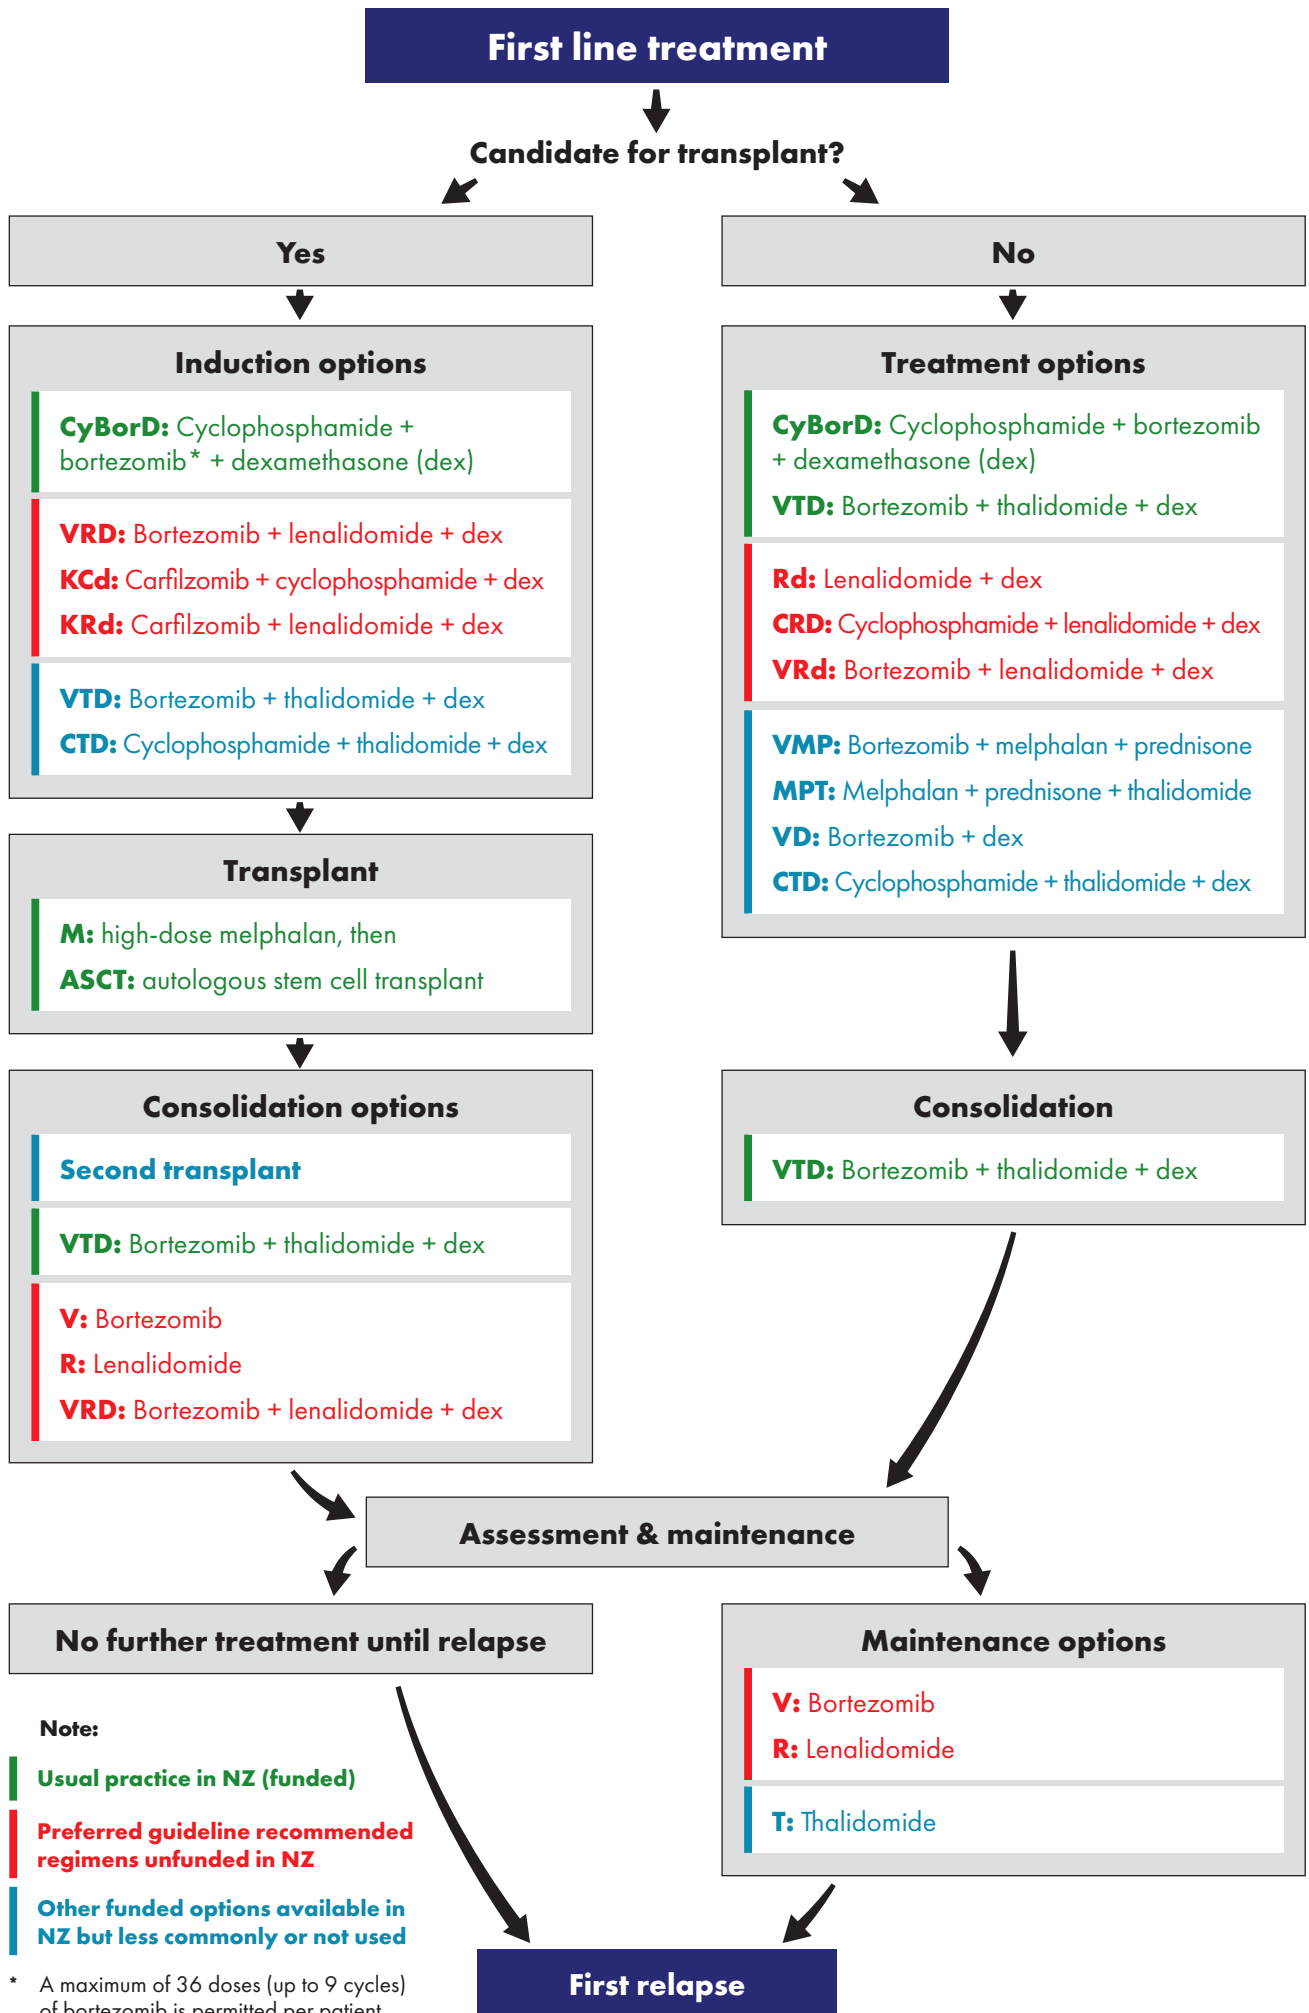 First line treatment
Candidate for transplant?
Yes
Induction options
CyBorD: Cyclophosphamide +
bortezomib* + dexamethasone (dex)
VRD: Bortezomib + lenalidomide + dex
KCd: Carfilzomib + cyclophosphamide + dex
KRd: Carfilzomib + lenalidomide + dex
VTD: Bortezomib + thalidomide + dex
CTD: Cyclophosphamide + thalidomide + dex
Transplant
M: high-dose melphalan, then
ASCT: autologous stem cell transplant
Consolidation options
Second transplant
VTD: Bortezomib + thalidomide + dex
V: Bortezomib
R: Lenalidomide
VRD: Bortezomib + lenalidomide + dex
No
Treatment options
CyBorD: Cyclophosphamide + bortezomib
+ dexamethasone (dex)
VTD: Bortezomib + thalidomide + dex
Rd: Lenalidomide + dex
CRD: Cyclophosphamide + lenalidomide + dex
VRd: Bortezomib + lenalidomide + dex
VMP: Bortezomib + melphalan + prednisone
MPT: Melphalan + prednisone + thalidomide
VD: Bortezomib + dex
CTD: Cyclophosphamide + thalidomide + dex
Consolidation
VTD: Bortezomib + thalidomide + dex
Assessment & maintenance
No further treatment until relapse
Maintenance options
V: Bortezomib
R: Lenalidomide
T: Thalidomide
Note:
Usual practice in NZ (funded)
Preferred guideline recommended
regimens unfunded in NZ
Other funded options available in
NZ but less commonly or not used
* A maximum of 36 doses (up to 9 cycles)
of bortezomib is permitted per patient
First relapse